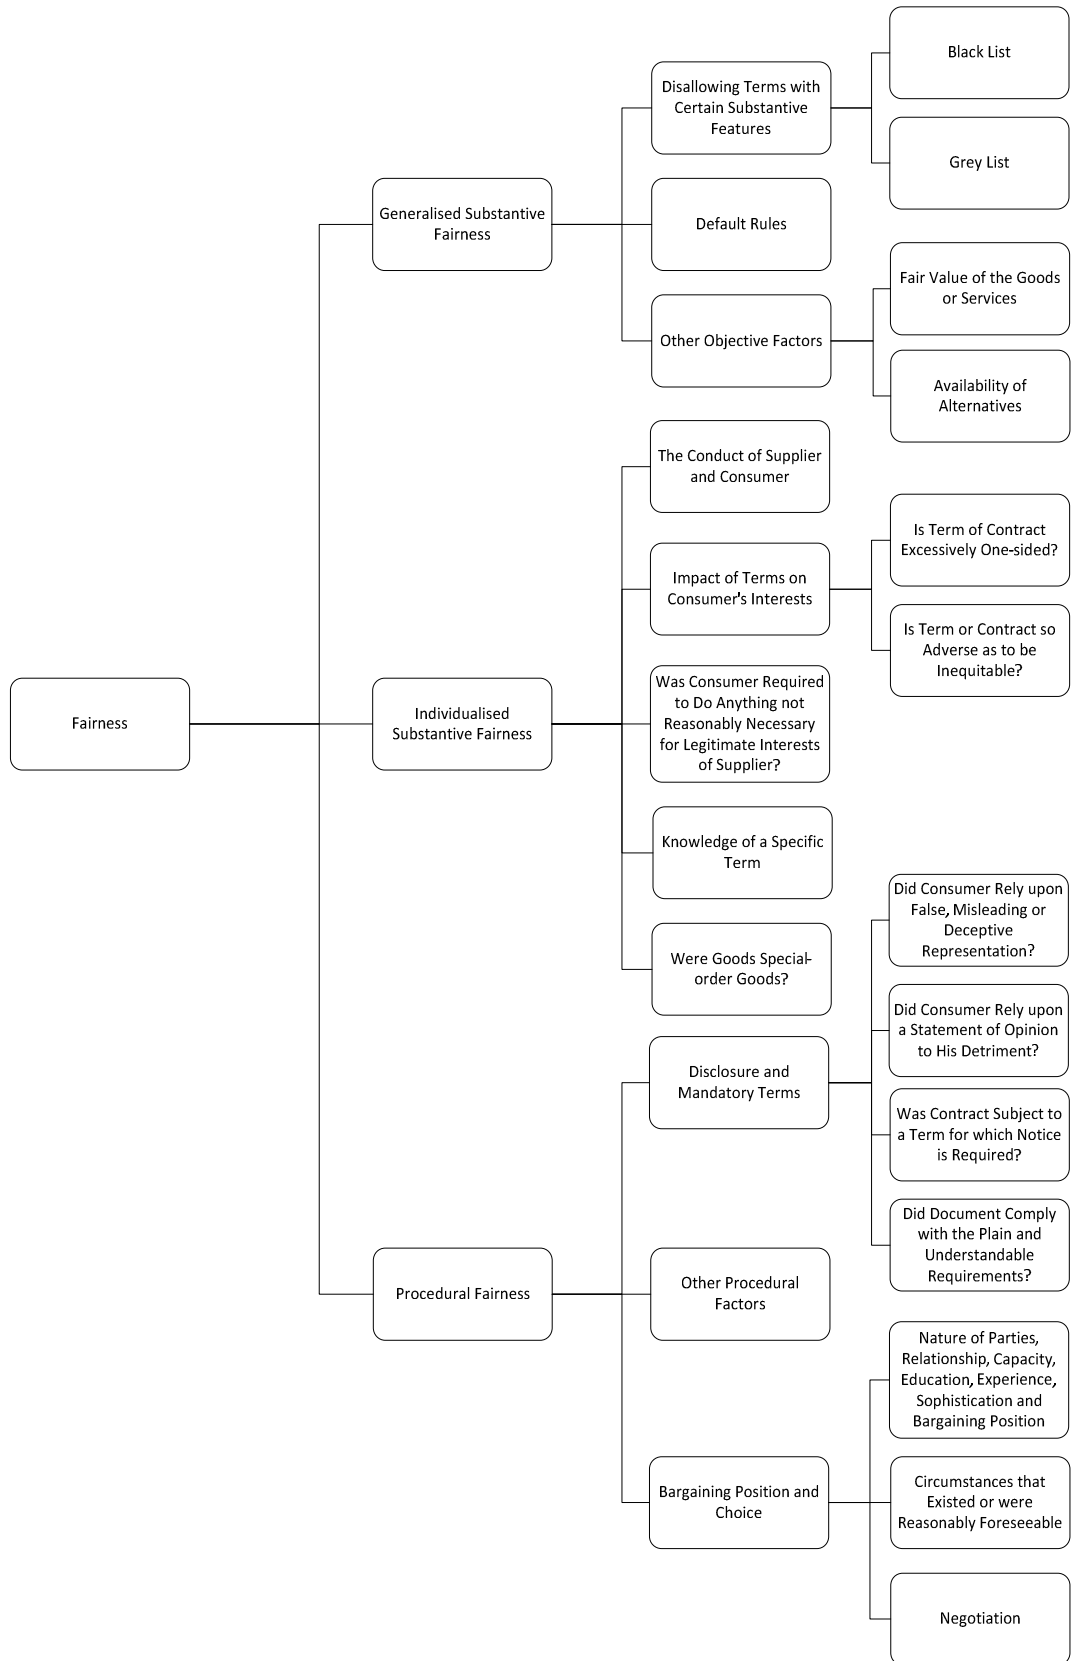 Black List
Disallowing Terms with
Certain Substantive
Features
Grey List
Generalised Substantive
Fairness
Default Rules
Fair Value of the Goods
or Services
Other Objective Factors
Availability of
Alternatives
The Conduct of Supplier
and Consumer
Is Term of Contract
Excessively One-sided?
Impact of Terms on
Consumer's Interests
Is Term or Contract so
Adverse as to be
Inequitable?
Fairness
Individualised
Substantive Fairness
Was Consumer Required
to Do Anything not
Reasonably Necessary
for Legitimate Interests
of Supplier?
Knowledge of a Specific
Term
Were Goods Special-
order Goods?
Did Consumer Rely upon
False, Misleading or
Deceptive
Representation?
Did Consumer Rely upon
a Statement of Opinion
to His Detriment?
Disclosure and
Mandatory Terms
Was Contract Subject to
a Term for which Notice
is Required?
Did Document Comply
with the Plain and
Understandable
Requirements?
Procedural Fairness
Other Procedural
Factors
Nature of Parties,
Relationship, Capacity,
Education, Experience,
Sophistication and
Bargaining Position
Bargaining Position and
Choice
Circumstances that
Existed or were
Reasonably Foreseeable
Negotiation